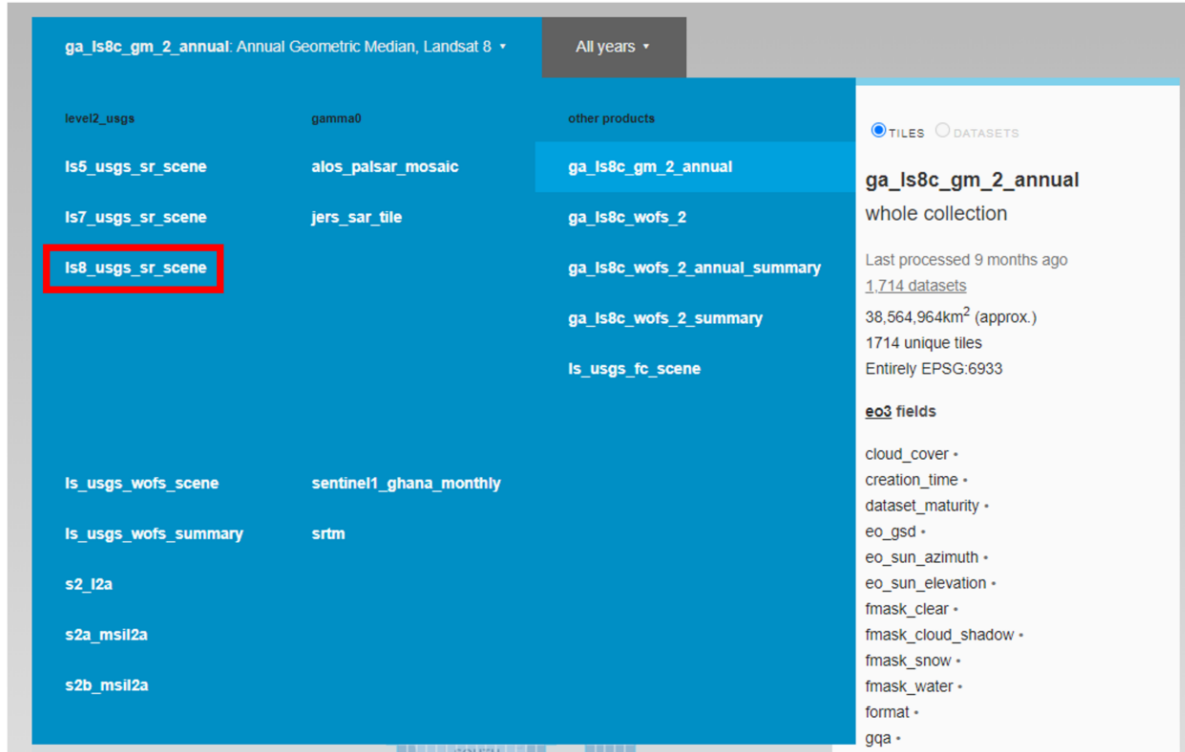 ga_ls8c_gm_2_annual: Annual Geometric Median, Landsat 8 ▾
All years ▾
level2_usgs
ls5_usgs_sr_scene
ls7_usgs_sr_scene
ls8_usgs_sr_scene
gamma0
alos_palsar_mosaic
jers_sar_tile
other products
ga_ls8c_gm_2_annual
ga_ls8c_wofs_2
ga_ls8c_wofs_2_annual_summary
ga_ls8c_wofs_2_summary
ls_usgs_fc_scene
ls_usgs_wofs_scene
ls_usgs_wofs_summary
s2_l2a
s2a_msil2a
s2b_msil2a
sentinel1_ghana_monthly
srtm
TILES DATASETS
ga_ls8c_gm_2_annual
whole collection
Last processed 9 months ago
1,714 datasets
38,564,964km² (approx.)
1714 unique tiles
Entirely EPSG:6933
eo3 fields
cloud_cover •
creation_time •
dataset_maturity •
eo_gsd •
eo_sun_azimuth •
eo_sun_elevation •
fmask_clear •
fmask_cloud_shadow •
fmask_snow •
fmask_water •
format •
gqa •